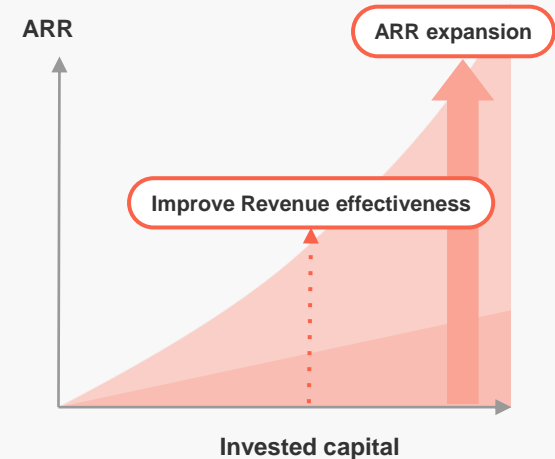 ARR
ARR expansion
Improve Revenue effectiveness
Invested capital